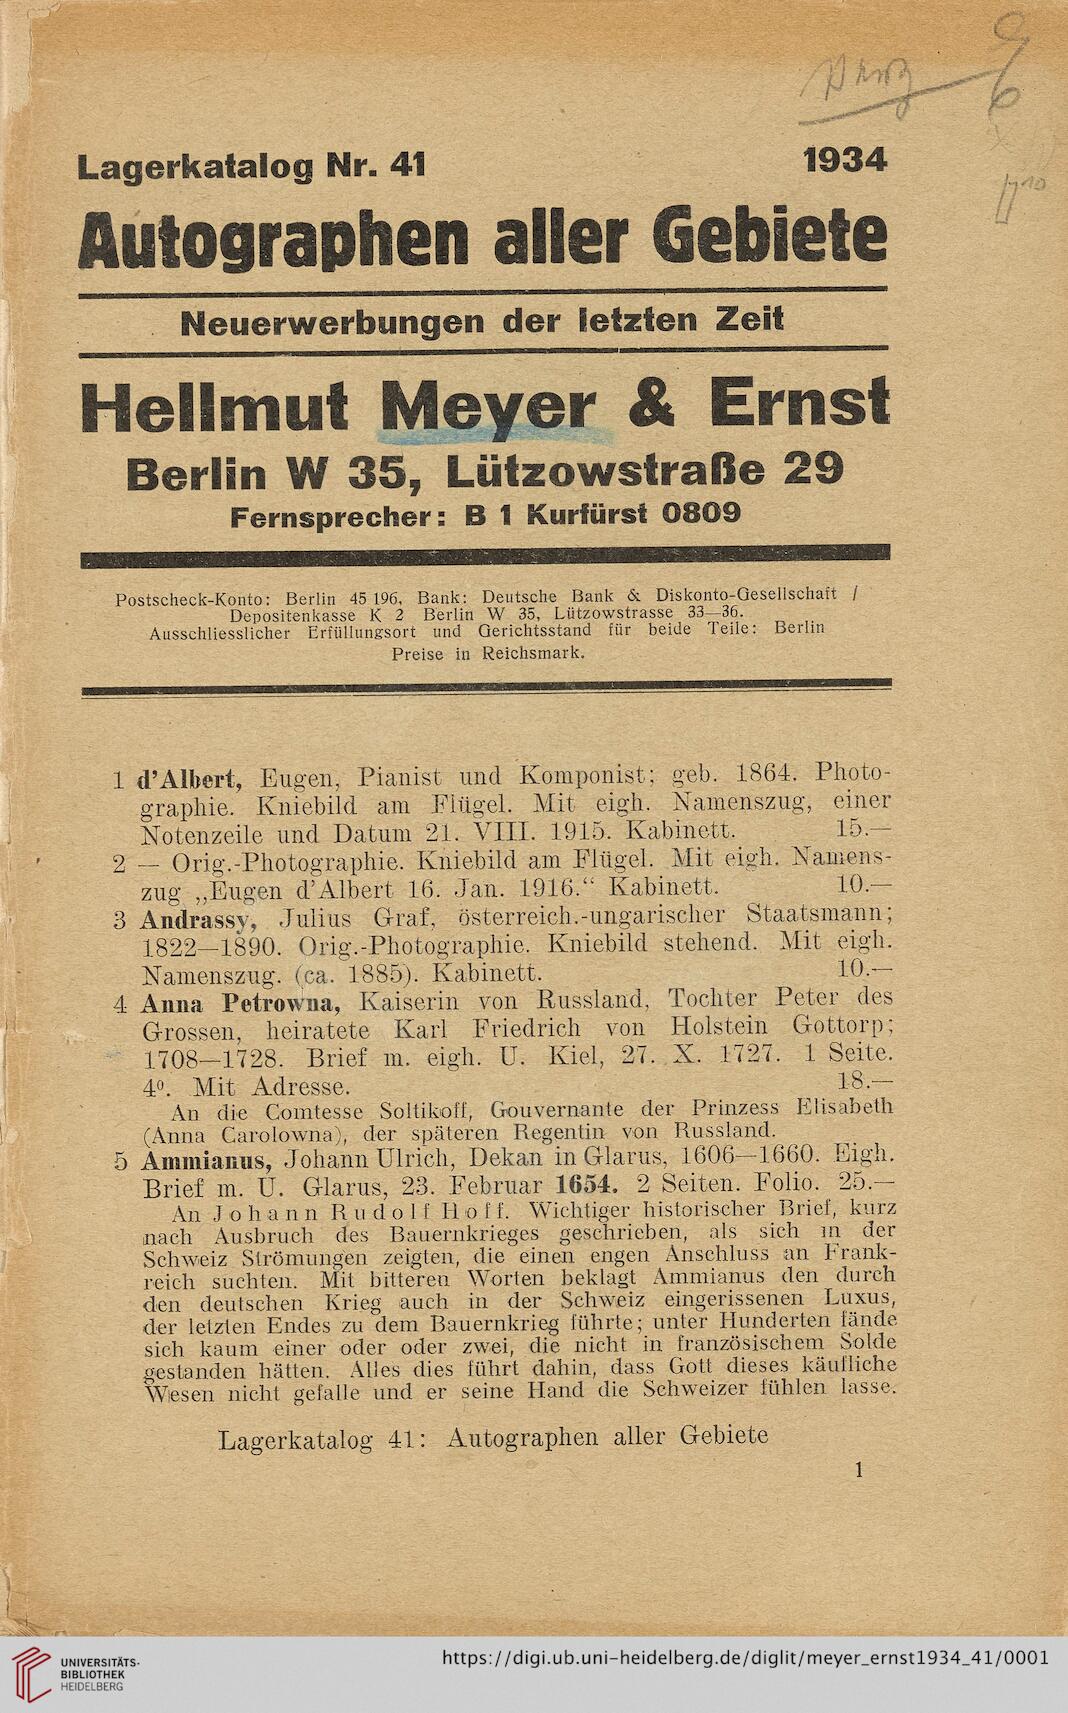 Lagerkatalog Nr. 41 1934
Autographen aller Gebiete
Neuerwerbungen der letzten Zeit
Hellmut Meyer & Ernst
Berlin W 35, Lützowstraße 29
Fernsprecher: B 1 Kurfürst 0809
Postscheck-Konto: Berlin 45 196, Bank: Deutsche Bank & Diskonto-Gesellschaft /
Depositenkasse K 2 Berlin W 35, Lützowstrasse 33—36.
Ausschliesslicher Erfüllungsort und Gerichtsstand für beide Teile: Berlin
Preise in Reichsmark.
1 d'Albert, Eugen, Pianist und Komponist; geb. 1864. Photo-
graphie. Kniebild am Flügel. Mit eigh. Namenszug, einer
Notenzeile und Datum 21. VIII. 1915. Kabinett. 15.—
2 — Orig.-Photographie. Kniebild am Flügel. Mit eigh. Namens-
zug „Eugen d'Albert 16. Jan. 1916.“ Kabinett. 10.—
3 Andrassy, Julius Graf, österreich.-ungarischer Staatsmann;
1822—1890. Orig.-Photographie. Kniebild stehend. Mit eigh.
Namenszug. (ca. 1885). Kabinett. 10.—
4 Anna Petrowna, Kaiserin von Russland, Tochter Peter des
Grossen, heiratete Karl Friedrich von Holstein Gottorp;
1708—1728. Brief m. eigh. U. Kiel, 27. X. 1727. 1 Seite.
4⁰. Mit Adresse. 18.—
An die Comtesse Soltikoff, Gouvernante der Prinzess Elisabeth
(Anna Carolowna), der späteren Regentin von Russland.
5 Ammianus, Johann Ulrich, Dekan in Glarus, 1606—1660. Eigh.
Brief m. U. Glarus, 23. Februar 1654. 2 Seiten. Folio. 25.—
An Johann Rudolf Hoff. Wichtiger historischer Brief, kurz
nach Ausbruch des Bauernkrieges geschrieben, als sich in der
Schweiz Strömungen zeigten, die einen engen Anschluss an Frank-
reich suchten. Mit bitteren Worten beklagt Ammianus den durch
den deutschen Krieg auch in der Schweiz eingerissenen Luxus,
der letzten Endes zu dem Bauernkrieg führte; unter Hunderten fände
sich kaum einer oder oder zwei, die nicht in französischem Solde
gestanden hätten. Alles dies führt dahin, dass Gott dieses käufliche
Wesen nicht gefalle und er seine Hand die Schweizer fühlen lasse.
Lagerkatalog 41: Autographen aller Gebiete
1
UNIVERSITÄTS-
BIBLIOTHEK
HEIDELBERG
https://digi.ub.uni-heidelberg.de/diglit/meyer_ernst1934_41/0001